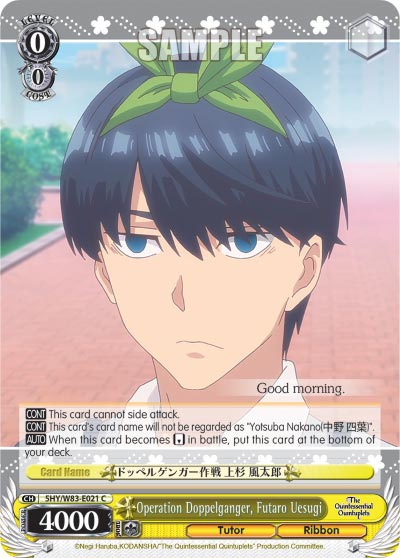 LEVEL
0
0
COST
SAMPLE
Good morning.
CONT This card cannot side attack.
CONT This card's card name will not be regarded as "Yotsuba Nakano(中野 四葉)".
AUTO When this card becomes in battle, put this card at the bottom of
your deck.
Card Name
ドッペルゲンガー作戦 上杉 風太郎
CH 5HY/W83-E021 C
Operation Doppelganger, Futaro Uesugi
The
Quintessential
Quintuplets
POWER
4000
Tutor
Ribbon
©Negi Haruba,KODANSHA/"The Quintessential Quintuplets" Production Committee.